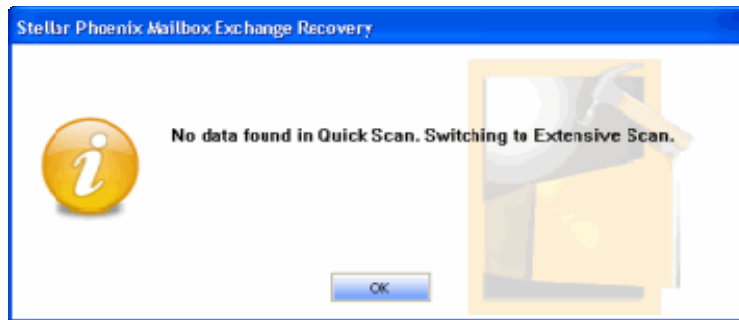 Stellar Phoenix Mailbox Exchange Recovery
No data found in Quick Scan. Switching to Extensive Scan.
OK